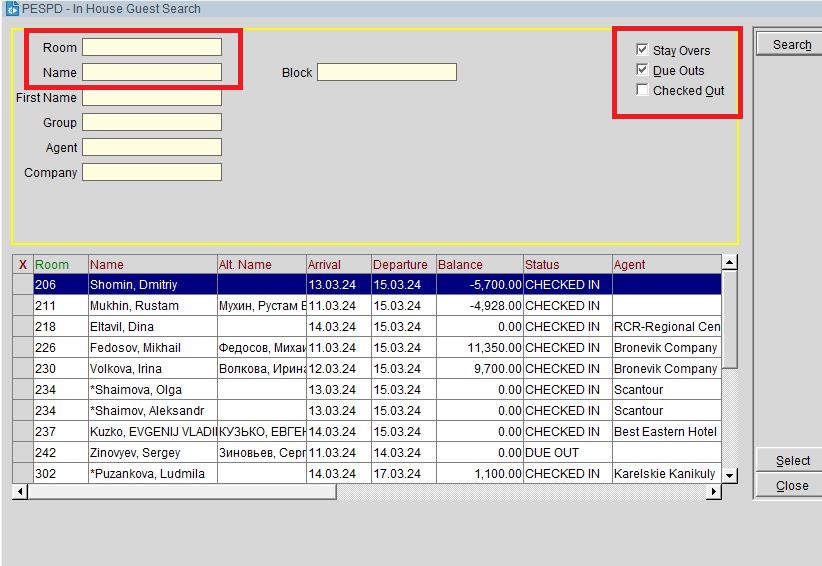 PESPD - In House Guest Search
Room
Stay Overs
Search
Name
Block
Due Outs
First Name
Checked Out
Group
Agent
Company
X Room Name Alt. Name Arrival Departure Balance Status Agent
206 Shomin, Dmitriy 13.03.24 15.03.24 -5,700.00 CHECKED IN
211 Mukhin, Rustam Мухин, Рустам 11.03.24 15.03.24 -4,928.00 CHECKED IN
218 Eltavil, Dina 14.03.24 15.03.24 0.00 CHECKED IN RCR-Regional Cen
226 Fedosov, Mikhail Федосов, Михаи 11.03.24 15.03.24 11,350.00 CHECKED IN Bronevik Company
230 Volkova, Irina Волкова, Ирина 12.03.24 15.03.24 9,700.00 CHECKED IN Bronevik Company
234 *Shaimova, Olga 13.03.24 15.03.24 0.00 CHECKED IN Scantour
234 *Shaimov, Aleksandr 13.03.24 15.03.24 0.00 CHECKED IN Scantour
237 Kuzko, EVGENIJ VLADI КУЗЬКО, ЕВГЕН 14.03.24 15.03.24 0.00 CHECKED IN Best Eastern Hotel
242 Zinovyev, Sergey Зиновьев, Серг 11.03.24 14.03.24 0.00 DUE OUT
302 *Puzankova, Ludmila 14.03.24 17.03.24 1,100.00 CHECKED IN Karelskie Kanikuly
Select
Close